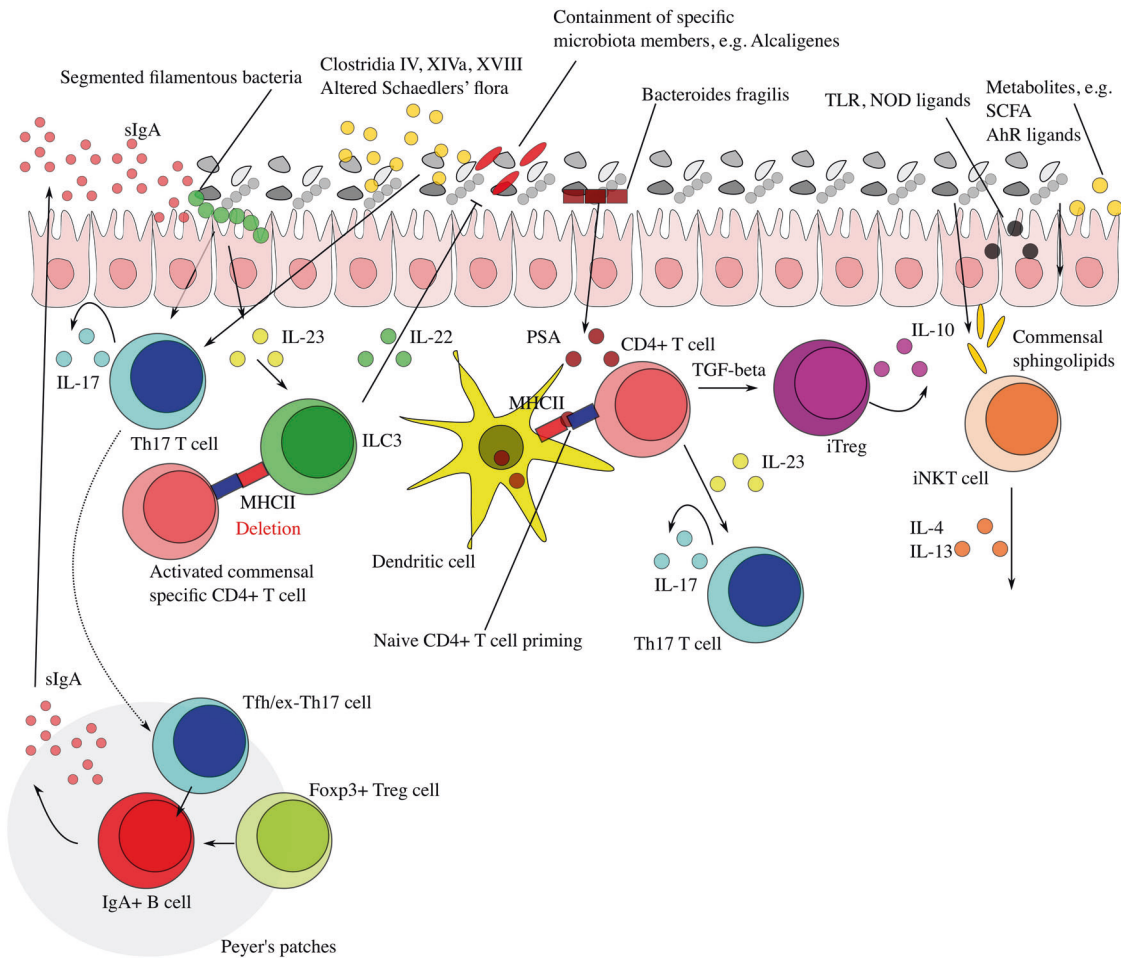 Containment of specific
microbiota members, e.g. Alcaligenes
Segmented filamentous bacteria
Clostridia IV, XIVa, XVIII
Altered Schaedlers’ flora
Bacteroides fragilis
TLR, NOD ligands
Metabolites, e.g.
SCFA
AhR ligands
sIgA
IL-23
IL-22
IL-17
Th17 T cell
ILC3
MHCII
Deletion
Activated commensal
specific CD4+ T cell
PSA
CD4+ T cell
TGF-beta
MHCII
IL-10
iTreg
Commensal
sphingolipids
iNKT cell
IL-23
IL-4
IL-13
Dendritic cell
IL-17
Th17 T cell
Naive CD4+ T cell priming
sIgA
Tfh/ex-Th17 cell
Foxp3+ Treg cell
IgA+ B cell
Peyer's patches